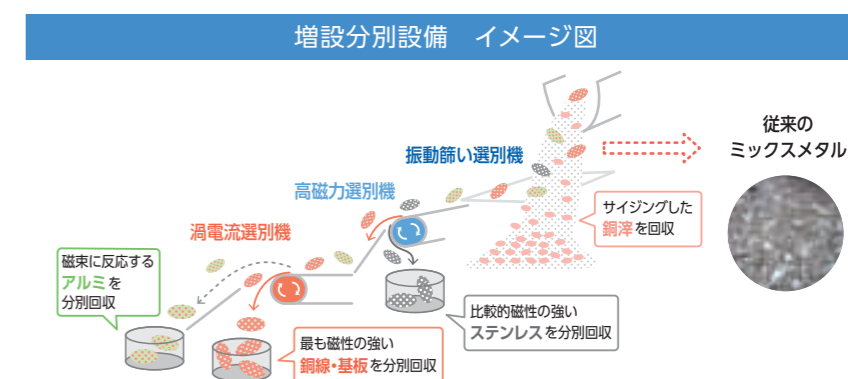 増設分別設備　イメージ図
従来の
ミックスメタル
振動篩い選別機
高磁力選別機
サイジングした
銅滓を回収
渦電流選別機
磁束に反応する
アルミを
分別回収
比較的磁性の強い
ステンレスを分別回収
最も磁性の強い
銅線・基板を分別回収